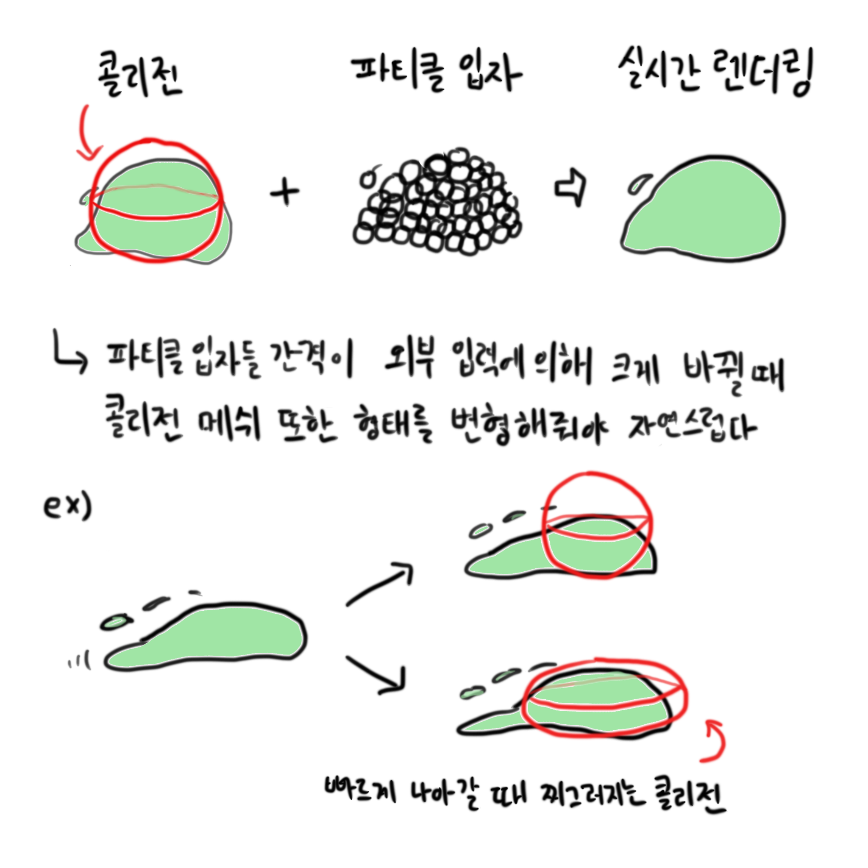 콜리전
파티클 입자
실시간 렌더링
파티클 입자들 간격이 외부 입력에 의해 크게 바뀔 때
콜리전 메쉬 또한 형태를 변형해줘야 자연스럽다
ex)
빠르게 나아갈 때 찌그러지는 콜리전